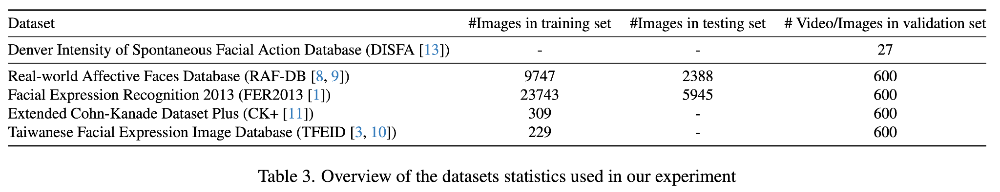 Dataset #Images in training set #Images in testing set # Video/Images in validation set
Denver Intensity of Spontaneous Facial Action Database (DISFA [13]) - - 27
Real-world Affective Faces Database (RAF-DB [8, 9]) 9747 2388 600
Facial Expression Recognition 2013 (FER2013 [1]) 23743 5945 600
Extended Cohn-Kanade Dataset Plus (CK+ [11]) 309 - 600
Taiwanese Facial Expression Image Database (TFEID [3, 10]) 229 - 600
Table 3. Overview of the datasets statistics used in our experiment